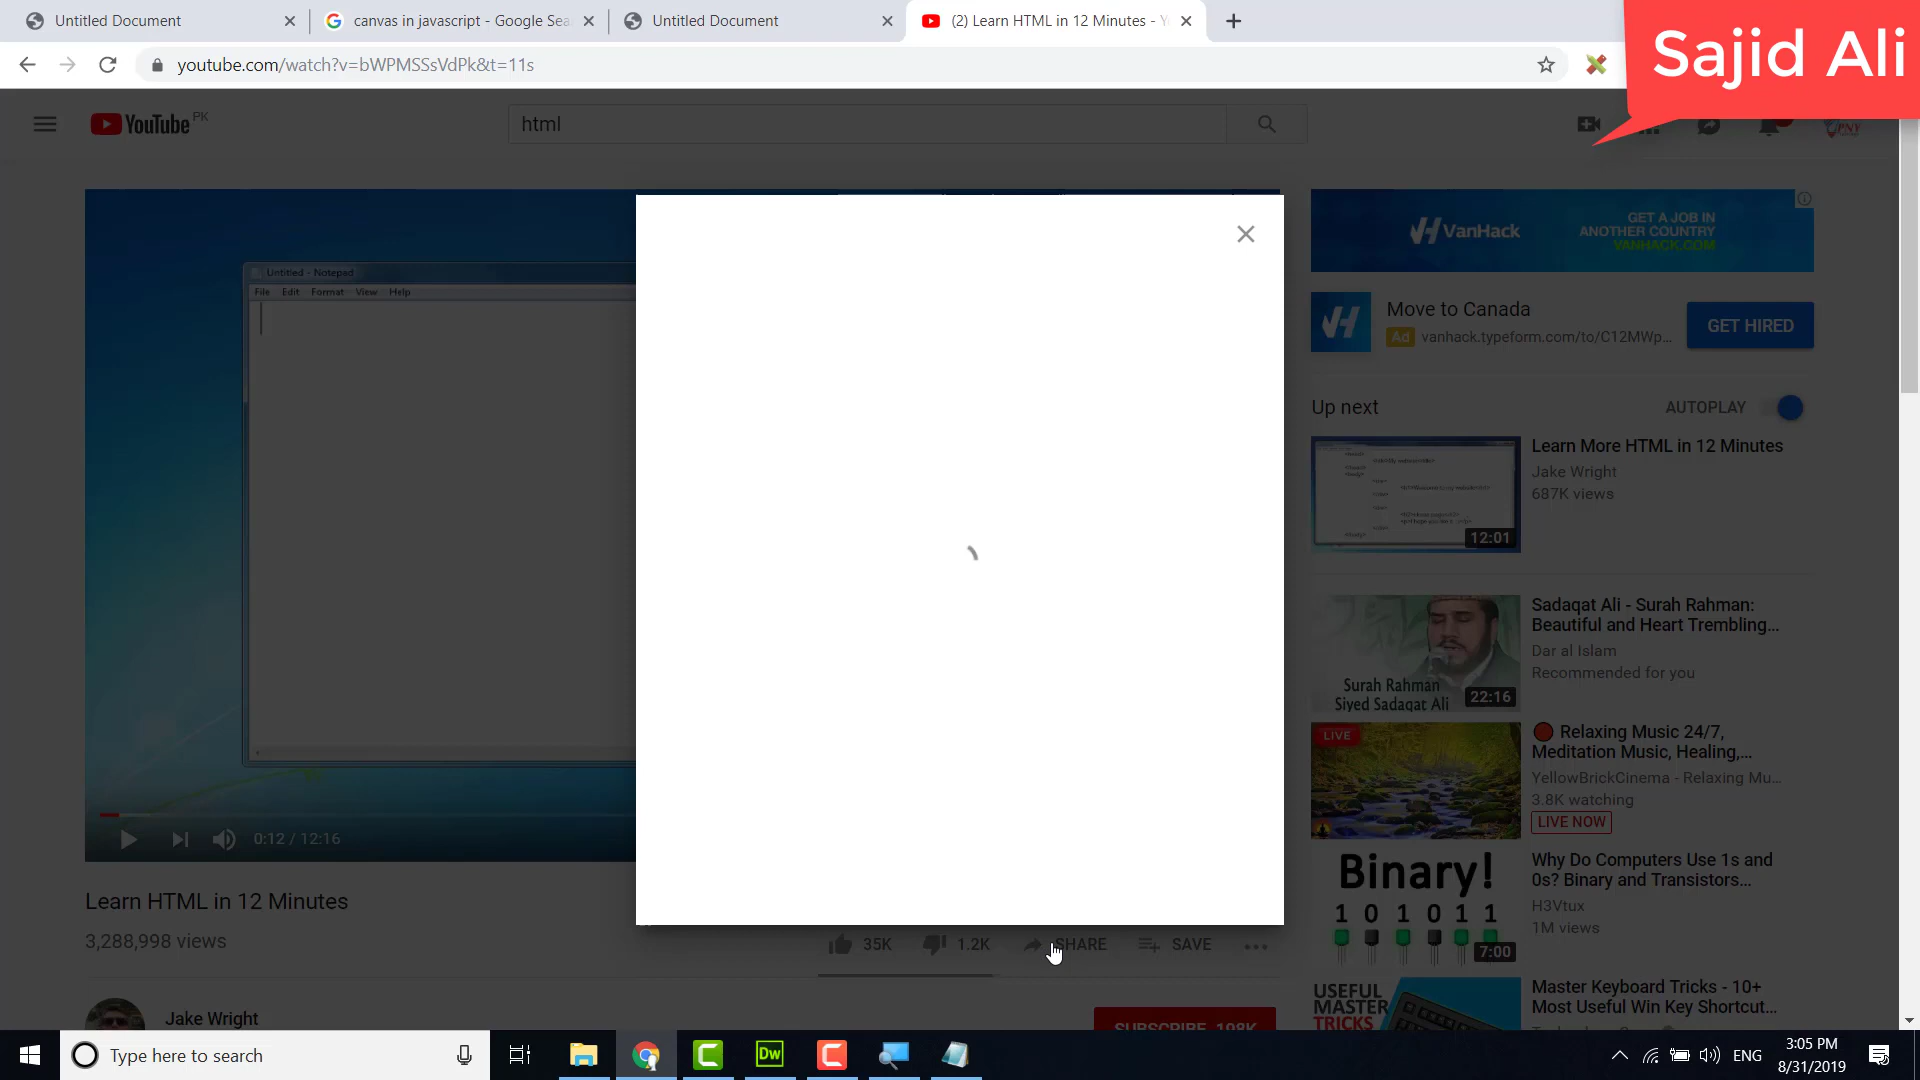 Untitled Document
canvas in javascript - Google Sea
Untitled Document
(2) Learn HTML in 12 Minutes - Y
Sajid Ali
youtube.com/watch?v=bWPMSSsVdPk&t=11s
YouTube PK
html
PNY
Untitled - Notepad
File Edit Format View Help
VanHack
GET A JOB IN
ANOTHER COUNTRY
VANHACK.COM
Move to Canada
Ad vanhack.typeform.com/to/C12MWp...
GET HIRED
Up next
AUTOPLAY
Learn More HTML in 12 Minutes
Jake Wright
687K views
12:01
Sadaqat Ali - Surah Rahman:
Beautiful and Heart Trembling...
Dar al Islam
Recommended for you
Surah Rahman
Siyed Sadaqat Ali
22:16
LIVE
Relaxing Music 24/7,
Meditation Music, Healing,...
YellowBrickCinema - Relaxing Mu...
3.8K watching
LIVE NOW
0:12 / 12:16
Binary!
1 0 1 0 1 1
7:00
Why Do Computers Use 1s and
0s? Binary and Transistors...
H3Vtux
1M views
Learn HTML in 12 Minutes
3,288,998 views
35K
1.2K
SHARE
SAVE
USEFUL
MASTER
TRICKS
Master Keyboard Tricks - 10+
Most Useful Win Key Shortcut...
Jake Wright
SUBSCRIBE 198K
Type here to search
Dw
ENG
3:05 PM
8/31/2019